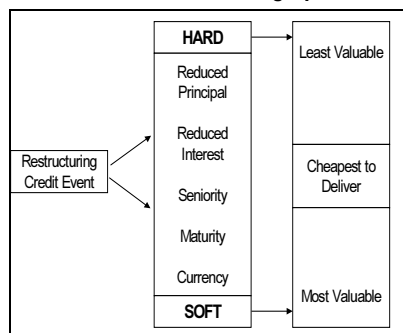 HARD
Least Valuable
Reduced
Principal
Reduced
Interest
Restructuring
Credit Event
Cheapest to
Deliver
Seniority
Maturity
Currency
Most Valuable
SOFT